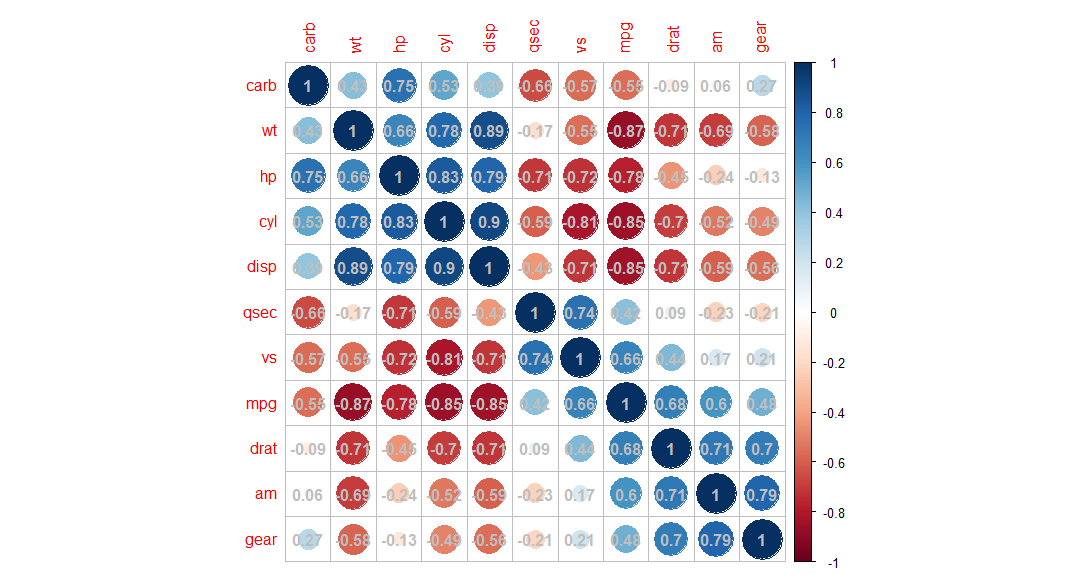 carb wt hp cyl disp qsec vs mpg drat am gear
carb 1 0.43 0.75 0.53 0.39 -0.66 -0.57 -0.55 -0.09 0.06 0.27
wt 0.43 1 0.66 0.78 0.89 -0.17 -0.55 -0.87 -0.71 -0.69 -0.58
hp 0.75 0.66 1 0.83 0.79 -0.71 -0.72 -0.78 -0.45 -0.24 -0.13
cyl 0.53 0.78 0.83 1 0.9 -0.59 -0.81 -0.85 -0.7 -0.52 -0.49
disp 0.39 0.89 0.79 0.9 1 -0.43 -0.71 -0.85 -0.71 -0.59 -0.56
qsec -0.66 -0.17 -0.71 -0.59 -0.43 1 0.74 0.42 0.09 -0.23 -0.21
vs -0.57 -0.55 -0.72 -0.81 -0.71 0.74 1 0.66 0.44 0.17 0.21
mpg -0.55 -0.87 -0.78 -0.85 -0.85 0.42 0.66 1 0.68 0.6 0.48
drat -0.09 -0.71 -0.45 -0.7 -0.71 0.09 0.44 0.68 1 0.71 0.7
am 0.06 -0.69 -0.24 -0.52 -0.59 -0.23 0.17 0.6 0.71 1 0.79
gear 0.27 -0.58 -0.13 -0.49 -0.56 -0.21 0.21 0.48 0.7 0.79 1
1
0.8
0.6
0.4
0.2
0
-0.2
-0.4
-0.6
-0.8
-1